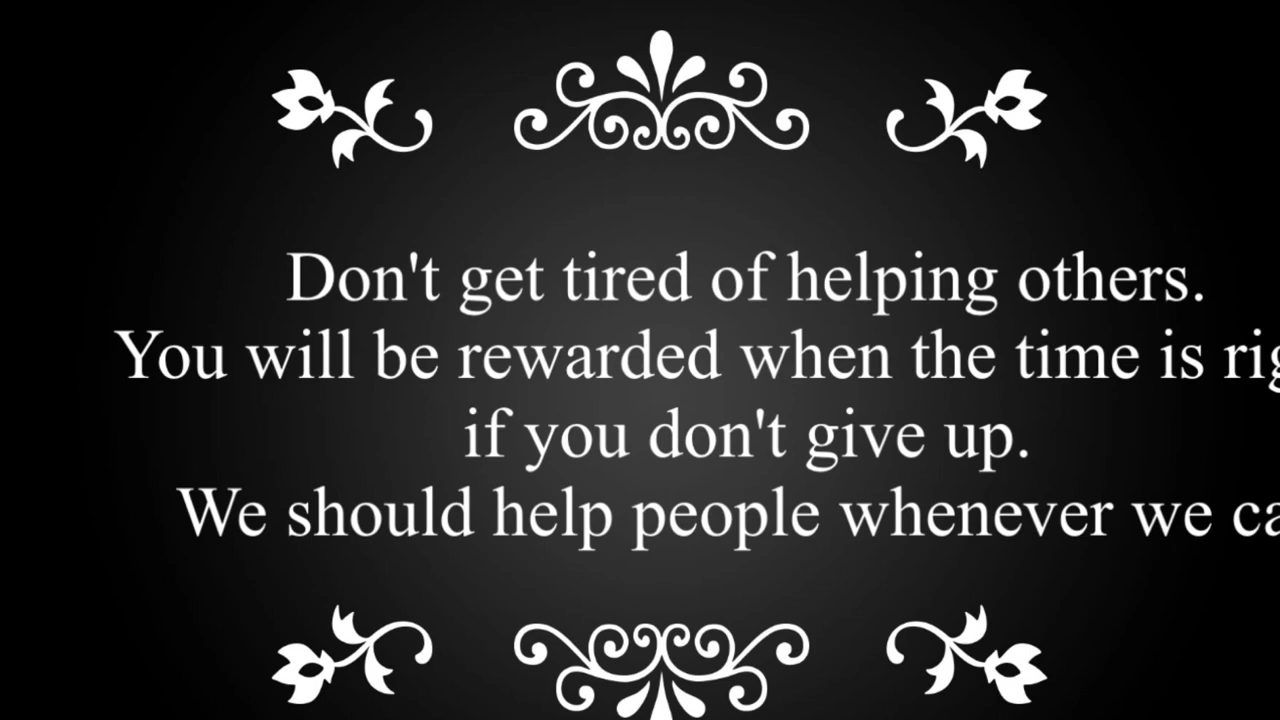 Don't get tired of helping others.
You will be rewarded when the time is rig
if you don't give up.
We should help people whenever we ca